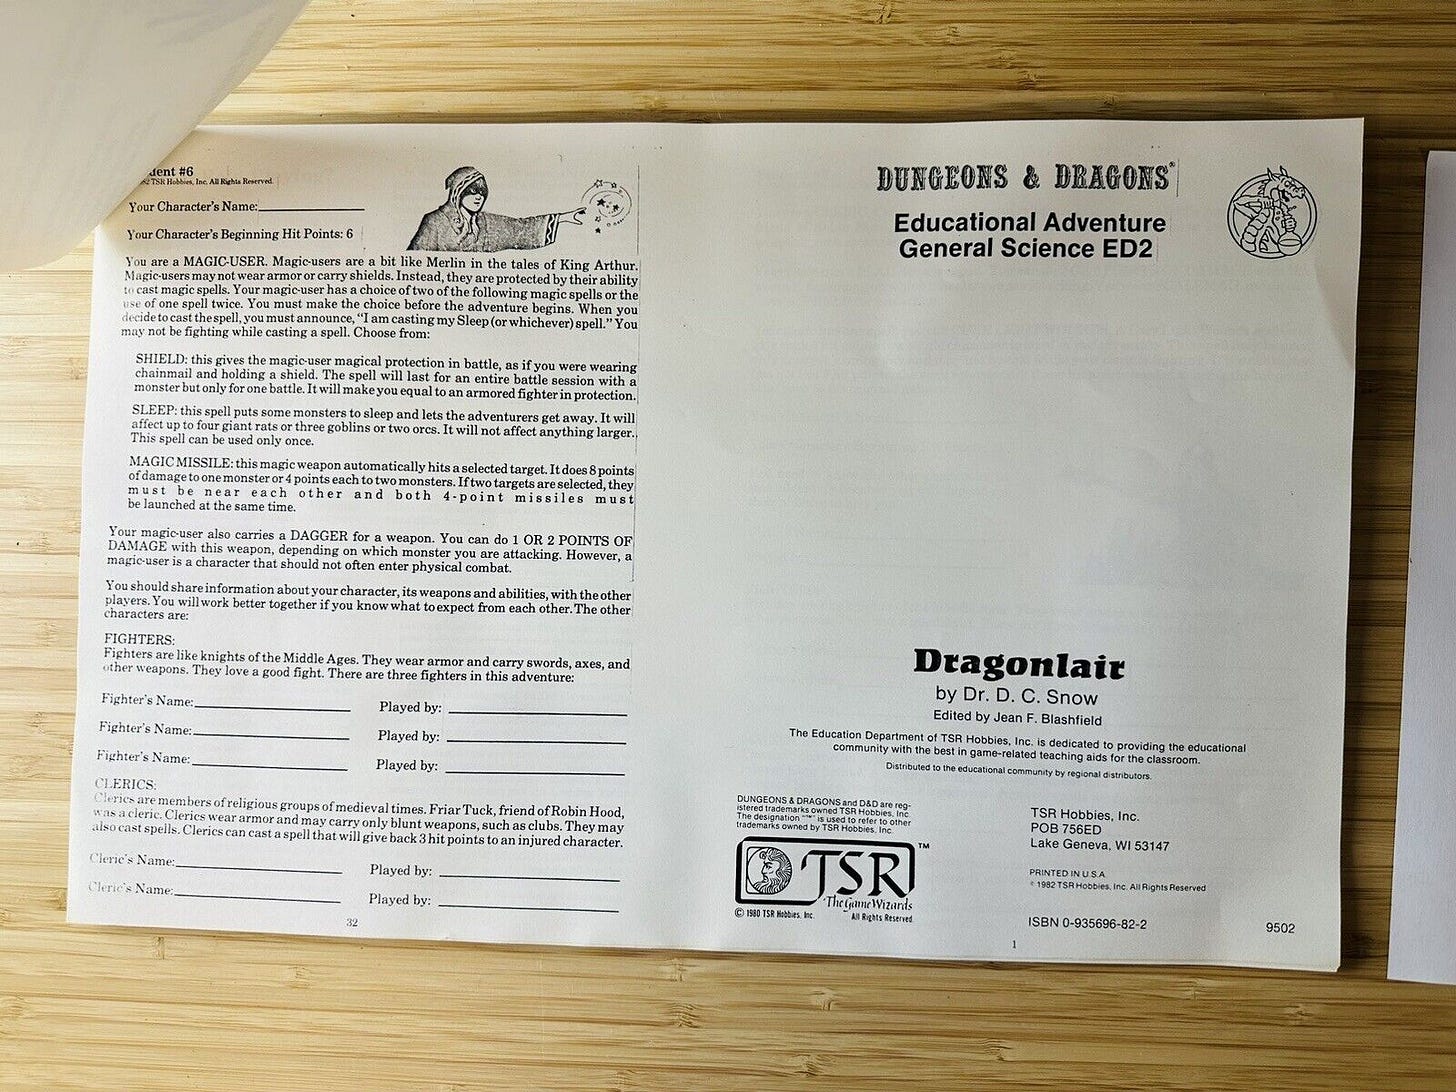 dent #6
TSR Hobbies, Inc. All Rights Reserved.
Your Character's Name:
Your Character's Beginning Hit Points: 6
You are a MAGIC-USER. Magic-users are a bit like Merlin in the tales of King Arthur.
Magic-users may not wear armor or carry shields. Instead, they are protected by their ability
to cast magic spells. Your magic-user has a choice of two of the following magic spells or the
use of one spell twice. You must make the choice before the adventure begins. When you
decide to cast the spell, you must announce, "I am casting my Sleep (or whichever) spell." You
may not be fighting while casting a spell. Choose from:
SHIELD: this gives the magic-user magical protection in battle, as if you were wearing
chainmail and holding a shield. The spell will last for an entire battle session with a
monster but only for one battle. It will make you equal to an armored fighter in protection.
SLEEP: this spell puts some monsters to sleep and lets the adventurers get away. It will
affect up to four giant rats or three goblins or two orcs. It will not affect anything larger.
This spell can be used only once.
MAGIC MISSILE: this magic weapon automatically hits a selected target. It does 8 points
of damage to one monster or 4 points each to two monsters. If two targets are selected, they
must be near each other and both 4-point missiles must
be launched at the same time.
Your magic-user also carries a DAGGER for a weapon. You can do 1 OR 2 POINTS OF
DAMAGE with this weapon, depending on which monster you are attacking. However, a
magic-user is a character that should not often enter physical combat.
You should share information about your character, its weapons and abilities, with the other
players. You will work better together if you know what to expect from each other. The other
characters are:
FIGHTERS:
Fighters are like knights of the Middle Ages. They wear armor and carry swords, axes, and
other weapons. They love a good fight. There are three fighters in this adventure:
Fighter's Name: Played by:
Fighter's Name: Played by:
Fighter's Name: Played by:
CLERICS:
Clerics are members of religious groups of medieval times. Friar Tuck, friend of Robin Hood,
was a cleric. Clerics wear armor and may carry only blunt weapons, such as clubs. They may
also cast spells. Clerics can cast a spell that will give back 3 hit points to an injured character.
Cleric's Name: Played by:
Cleric's Name: Played by:
32
DUNGEONS & DRAGONS®
Educational Adventure
General Science ED2
Dragonlair
by Dr. D. C. Snow
Edited by Jean F. Blashfield
The Education Department of TSR Hobbies, Inc. is dedicated to providing the educational
community with the best in game-related teaching aids for the classroom.
Distributed to the educational community by regional distributors.
DUNGEONS & DRAGONS and D&D are reg-
istered trademarks owned TSR Hobbies, Inc.
The designation "™" is used to refer to other
trademarks owned by TSR Hobbies, Inc.
TSR™
The Game Wizards
© 1980 TSR Hobbies, Inc. All Rights Reserved.
TSR Hobbies, Inc.
POB 756ED
Lake Geneva, WI 53147
PRINTED IN U.S.A
© 1982 TSR Hobbies, Inc. All Rights Reserved
ISBN 0-935696-82-2
9502
1